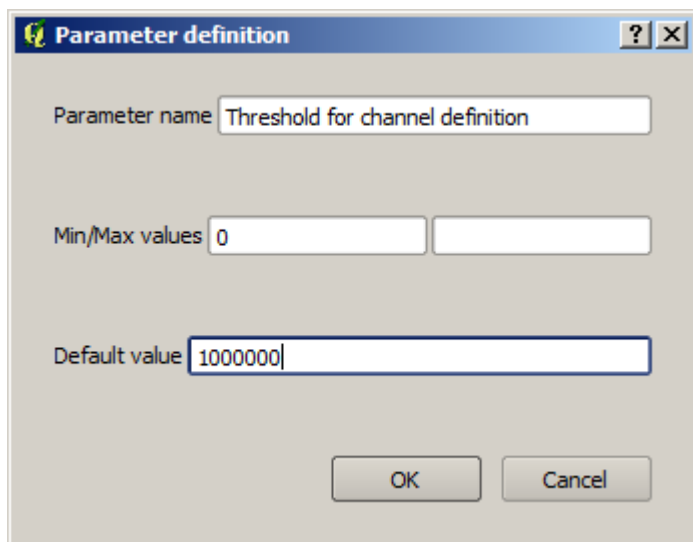 Parameter definition
Parameter name Threshold for channel definition
Min/Max values 0
Default value 1000000
OK Cancel